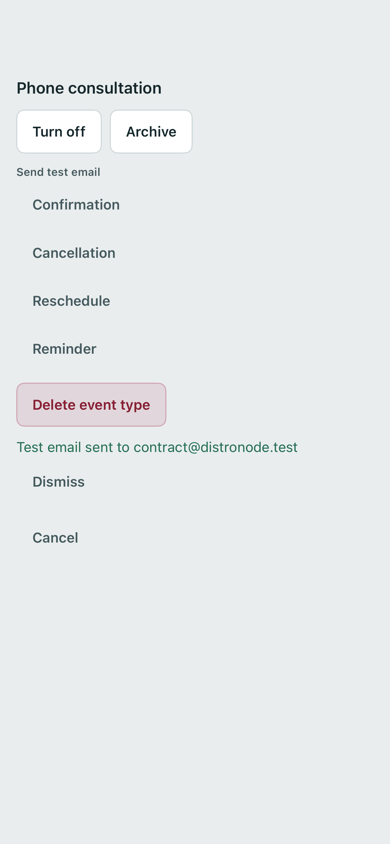 Phone consultation
Turn off Archive
Send test email
Confirmation
Cancellation
Reschedule
Reminder
Delete event type
Test email sent to contract@distronode.test
Dismiss
Cancel